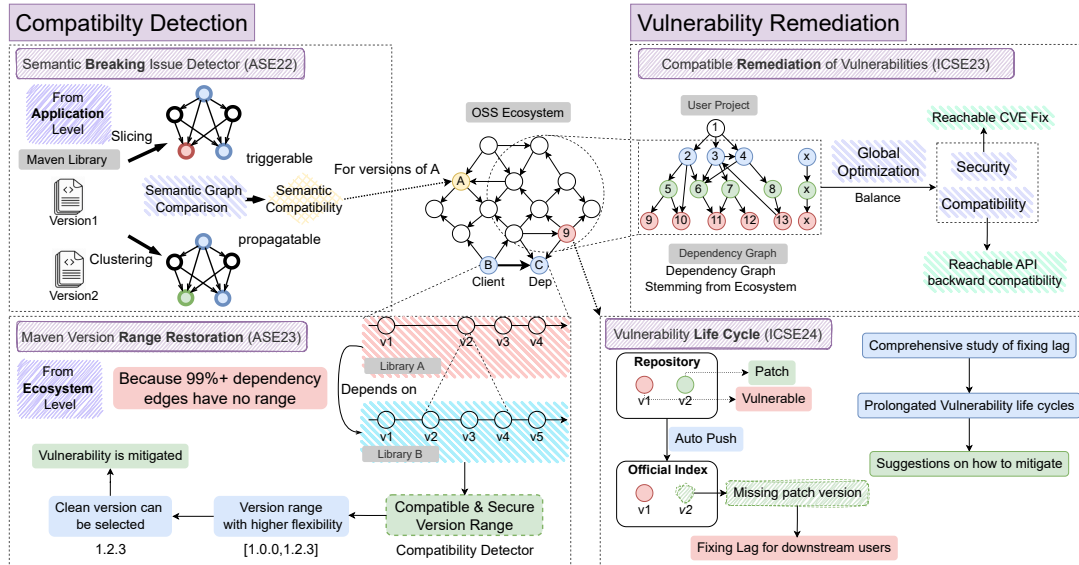 Compatibilty Detection
Semantic Breaking Issue Detector (ASE22)
From
Application
Level
Slicing
Maven Library
triggerable
Version1
Semantic Graph
Comparison
Semantic
Compatibility
For versions of A
propagatable
Clustering
Version2
OSS Ecosystem
A
9
B
C
Client
Dep
Vulnerability Remediation
Compatible Remediation of Vulnerabilities (ICSE23)
User Project
1
2
3
4
x
5
6
7
8
x
9
10
11
12
13
x
Dependency Graph
Dependency Graph
Stemming from Ecosystem
Global
Optimization
Balance
Reachable CVE Fix
Security
Compatibility
Reachable API
backward compatibility
Maven Version Range Restoration (ASE23)
From
Ecosystem
Level
Because 99%+ dependency
edges have no range
v1
v2
v3
v4
Library A
Depends on
v1
v2
v3
v4
v5
Library B
Vulnerability is mitigated
Clean version can
be selected
1.2.3
Version range
with higher flexibility
[1.0.0,1.2.3]
Compatible & Secure
Version Range
Compatibility Detector
Vulnerability Life Cycle (ICSE24)
Repository
v1
v2
Patch
Vulnerable
Auto Push
Official Index
v1
v2
Missing patch version
Fixing Lag for downstream users
Comprehensive study of fixing lag
Prolonged Vulnerability life cycles
Suggestions on how to mitigate